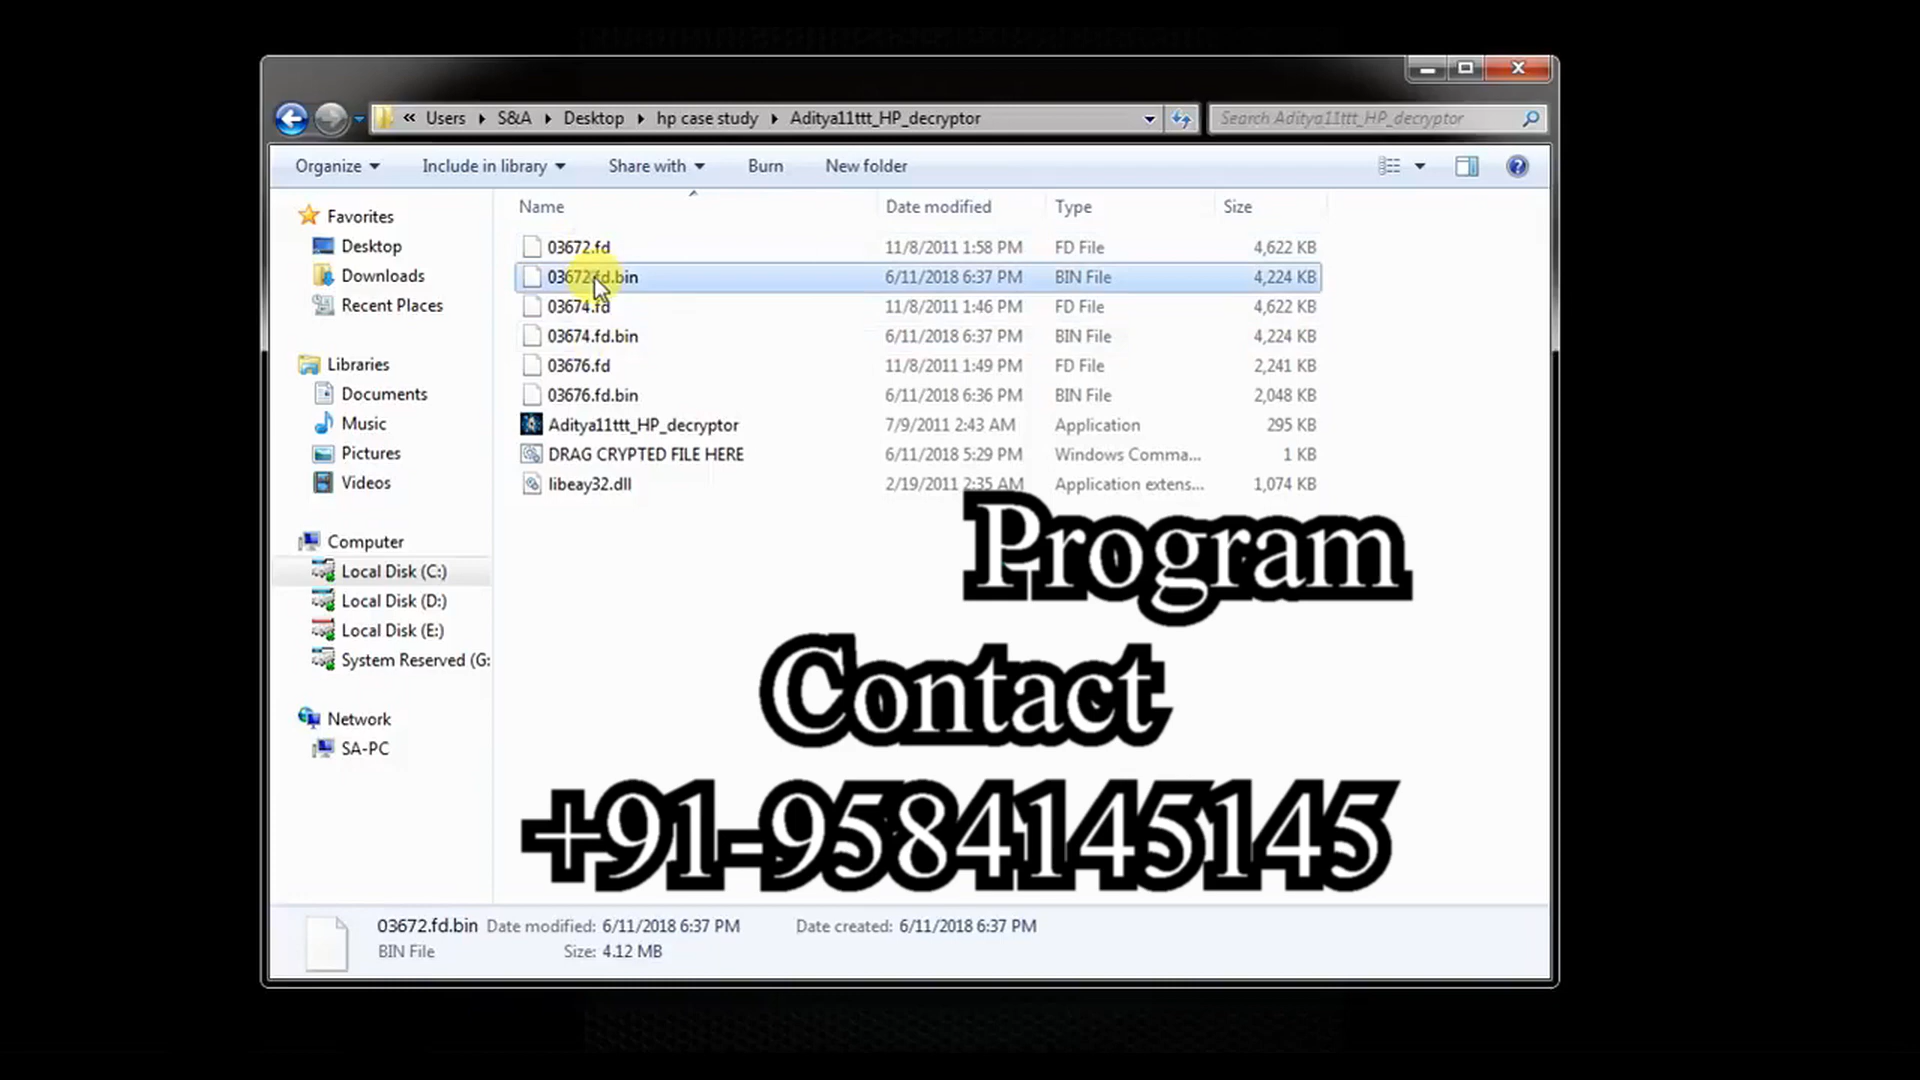 « Users ▸ S&A ▸ Desktop ▸ hp case study ▸ Aditya11ttt_HP_decryptor
Search Aditya11ttt_HP_decryptor
Organize Include in library Share with Burn New folder
Name Date modified Type Size
Favorites
Desktop
Downloads
Recent Places
Libraries
Documents
Music
Pictures
Videos
Computer
Local Disk (C:)
Local Disk (D:)
Local Disk (E:)
System Reserved (G:
Network
SA-PC
03672.fd 11/8/2011 1:58 PM FD File 4,622 KB
03672.fd.bin 6/11/2018 6:37 PM BIN File 4,224 KB
03674.fd 11/8/2011 1:46 PM FD File 4,622 KB
03674.fd.bin 6/11/2018 6:37 PM BIN File 4,224 KB
03676.fd 11/8/2011 1:49 PM FD File 2,241 KB
03676.fd.bin 6/11/2018 6:36 PM BIN File 2,048 KB
Aditya11ttt_HP_decryptor 7/9/2011 2:43 AM Application 295 KB
DRAG CRYPTED FILE HERE 6/11/2018 5:29 PM Windows Comma... 1 KB
libeay32.dll 2/19/2011 2:35 AM Application extens... 1,074 KB
Program
Contact
+91-9584145145
03672.fd.bin Date modified: 6/11/2018 6:37 PM Date created: 6/11/2018 6:37 PM
BIN File Size: 4.12 MB